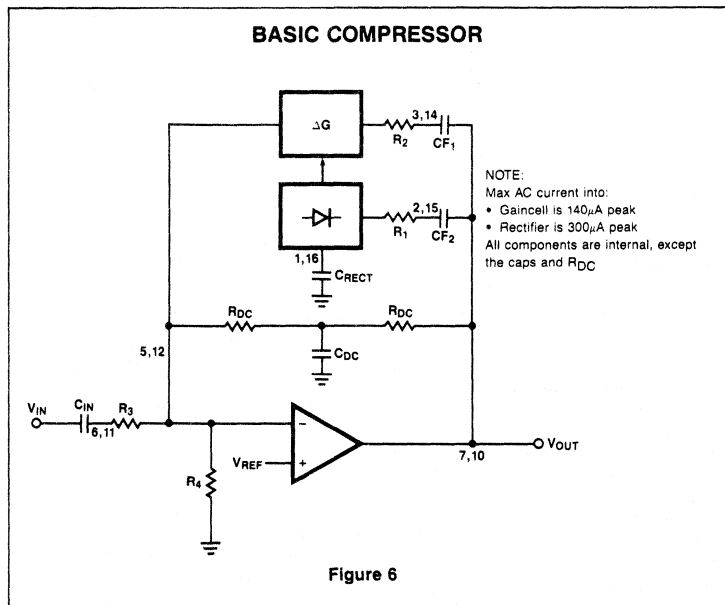 BASIC COMPRESSOR
ΔG
3,14
R2
CF1
2,15
R1
CF2
1,16
CRECT
NOTE:
Max AC current into:
• Gaincell is 140μA peak
• Rectifier is 300μA peak
All components are internal, except
the caps and RDC
RDC
RDC
CDC
5,12
VIN
CIN
6,11
R3
R4
VREF
−
+
7,10
VOUT
Figure 6